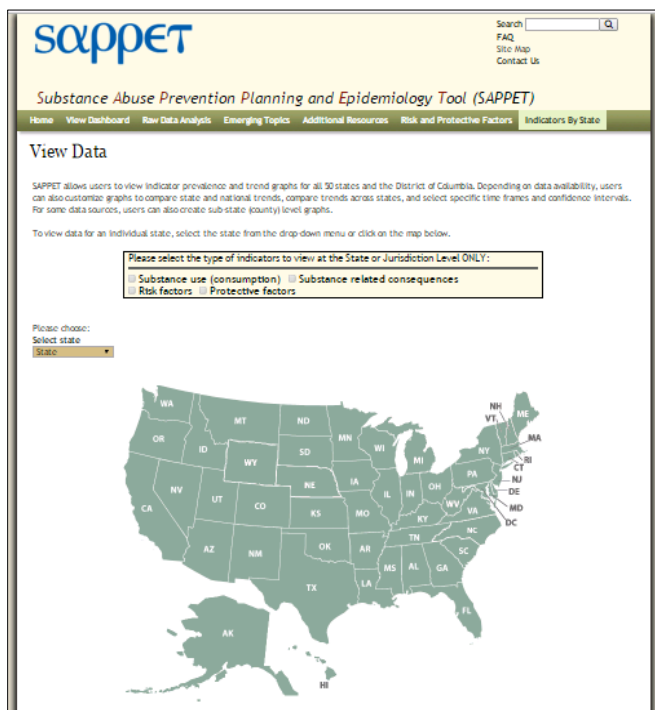 sappet
Search
FAQ
Site Map
Contact Us
Substance Abuse Prevention Planning and Epidemiology Tool (SAPPET)
Home View Dashboard Raw Data Analysis Emerging Topics Additional Resources Risk and Protective Factors Indicators By State
View Data
SAPPET allows users to view indicator prevalence and trend graphs for all 50 states and the District of Columbia. Depending on data availability, users
can also customize graphs to compare state and national trends, compare trends across states, and select specific time frames and confidence intervals.
For some data sources, users can also create sub-state (county) level graphs.
To view data for an individual state, select the state from the drop-down menu or click on the map below.
Please select the type of indicators to view at the State or Jurisdiction Level ONLY:
Substance use (consumption) Substance related consequences
Risk factors Protective factors
Please choose:
Select state
State
WA MT ND MN NH VT ME
OR ID SD WI MI NY MA
WY RI
CT
NE IA PA NJ
NV UT CO IL IN OH DE
CA KS MO WV VA MD
KY DC
AZ NM OK AR TN NC
SC
TX LA MS AL GA
FL
AK
HI